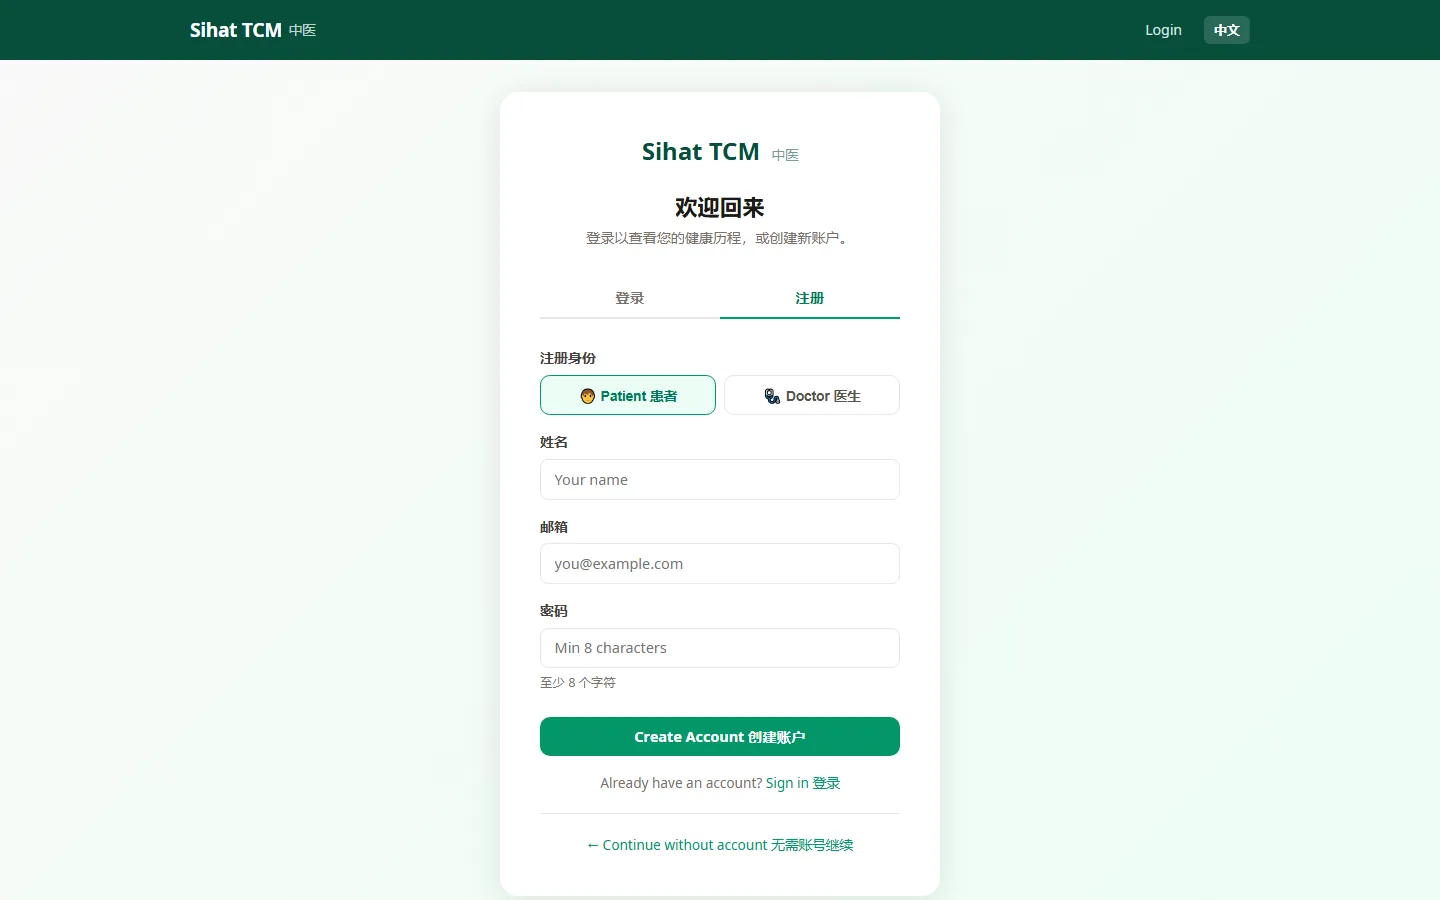 Sihat TCM 中医
Login
中文
Sihat TCM 中医
欢迎回来
登录以查看您的健康历程，或创建新账户。
登录
注册
注册身份
Patient 患者
Doctor 医生
姓名
Your name
邮箱
you@example.com
密码
Min 8 characters
至少 8 个字符
Create Account 创建账户
Already have an account? Sign in 登录
← Continue without account 无需账号继续